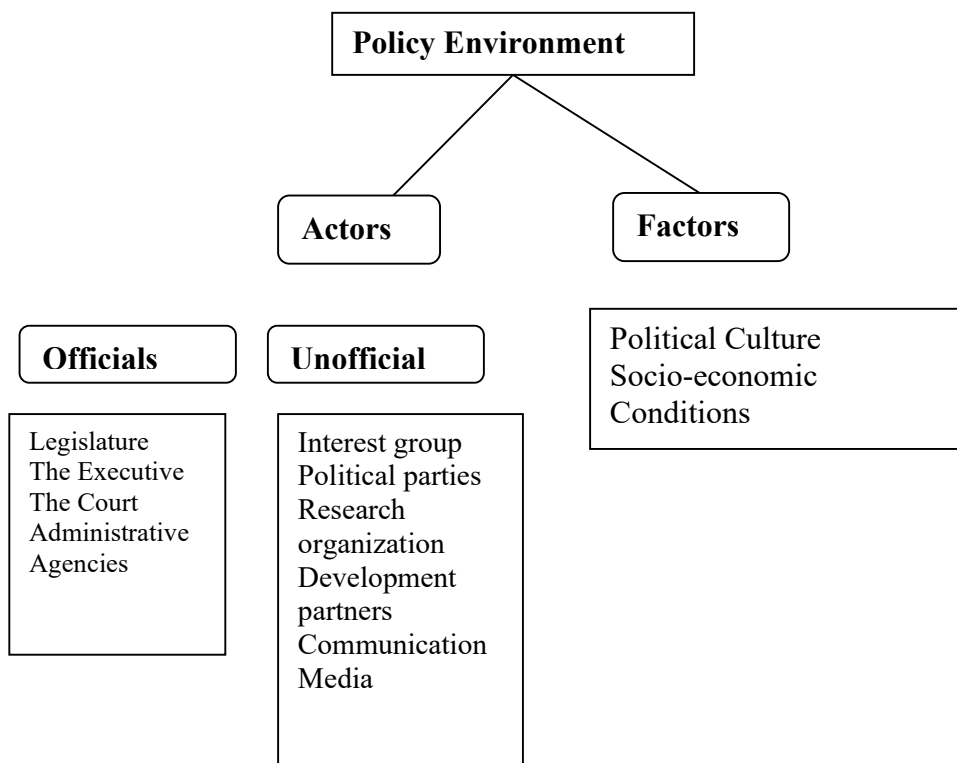 Policy Environment
Actors
Factors
Officials
Unofficial
Political Culture
Socio-economic
Conditions
Legislature
The Executive
The Court
Administrative
Agencies
Interest group
Political parties
Research
organization
Development
partners
Communication
Media